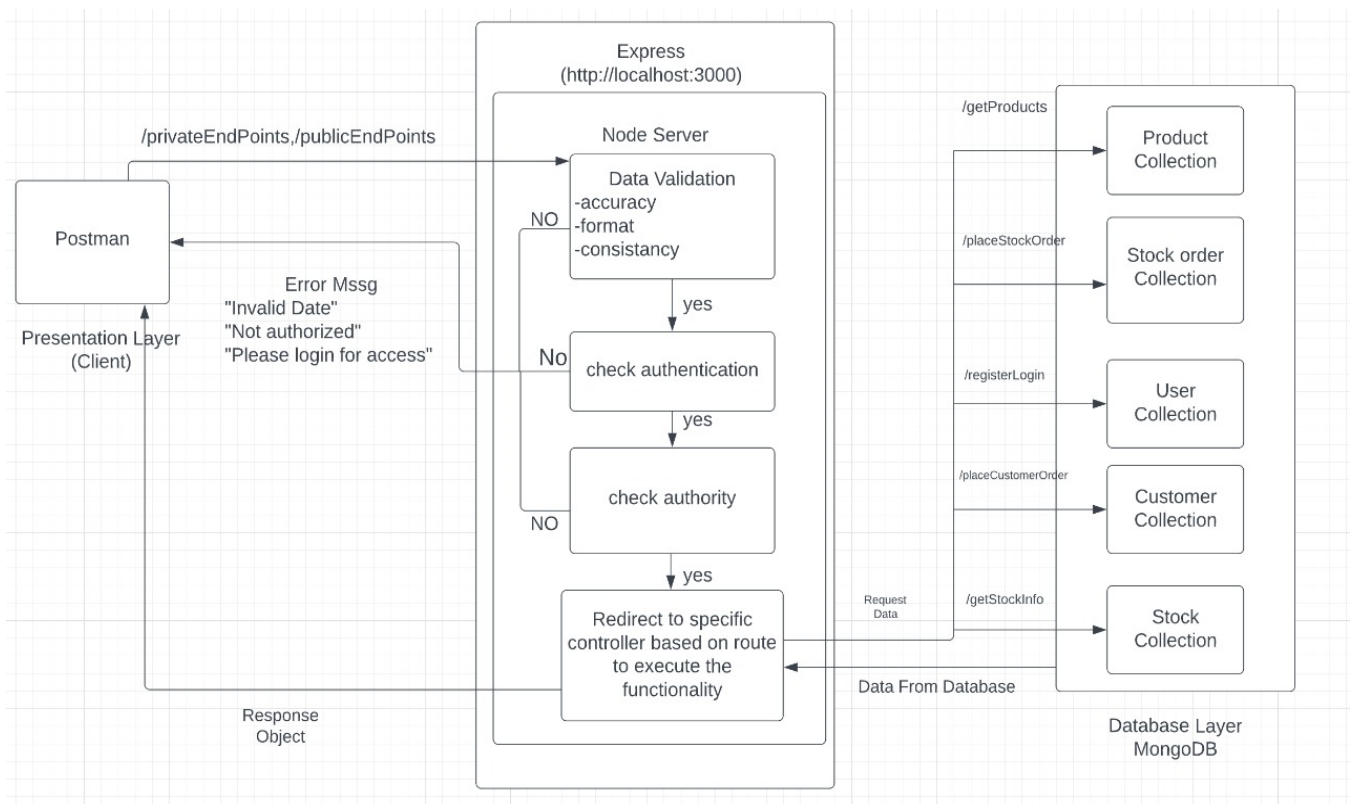 Express
(http://localhost:3000)
/getProducts
/privateEndPoints,/publicEndPoints
Node Server
Product
Collection
Postman
Data Validation
-accuracy
-format
-consistancy
NO
/placeStockOrder
Stock order
Collection
Error Mssg
"Invalid Date"
"Not authorized"
"Please login for access"
Presentation Layer
(Client)
yes
No
check authentication
/registerLogin
User
Collection
yes
check authority
NO
/placeCustomerOrder
Customer
Collection
yes
Redirect to specific
controller based on route
to execute the
functionality
Request
Data
/getStockInfo
Stock
Collection
Data From Database
Response
Object
Database Layer
MongoDB